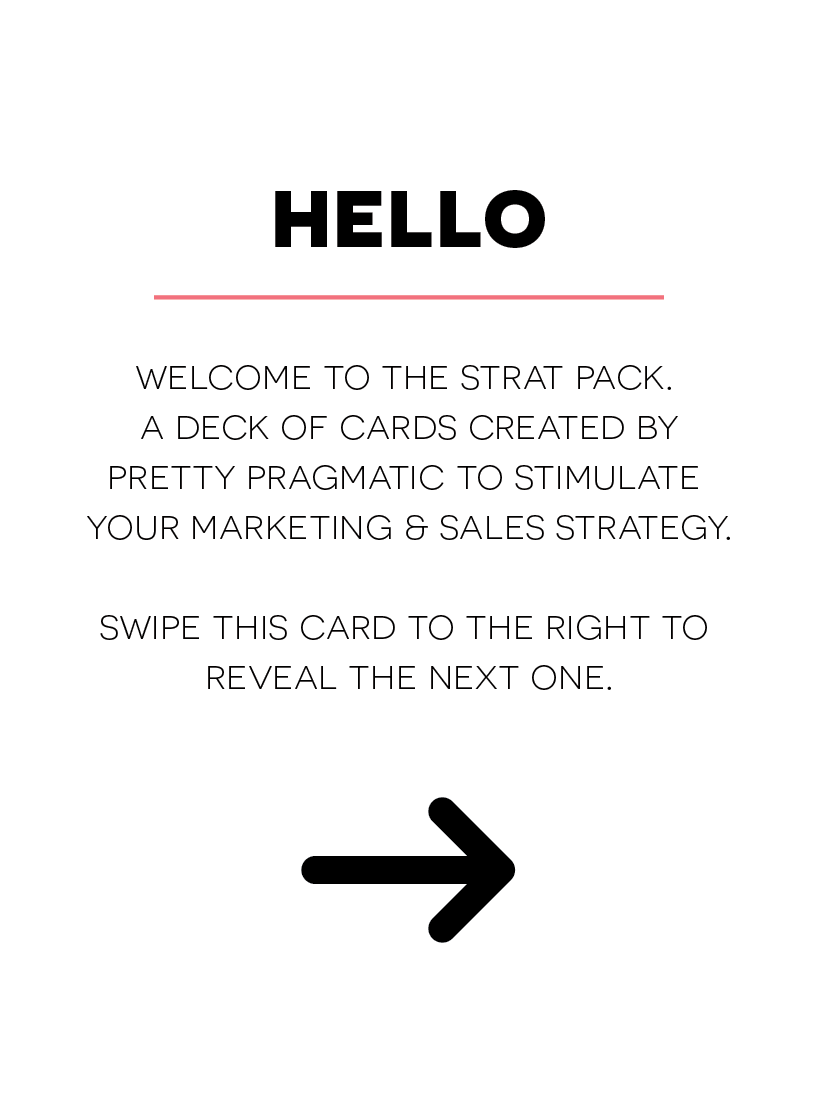 HELLO
WELCOME TO THE STRAT PACK.
A DECK OF CARDS CREATED BY
PRETTY PRAGMATIC TO STIMULATE
YOUR MARKETING & SALES STRATEGY.
SWIPE THIS CARD TO THE RIGHT TO
REVEAL THE NEXT ONE.